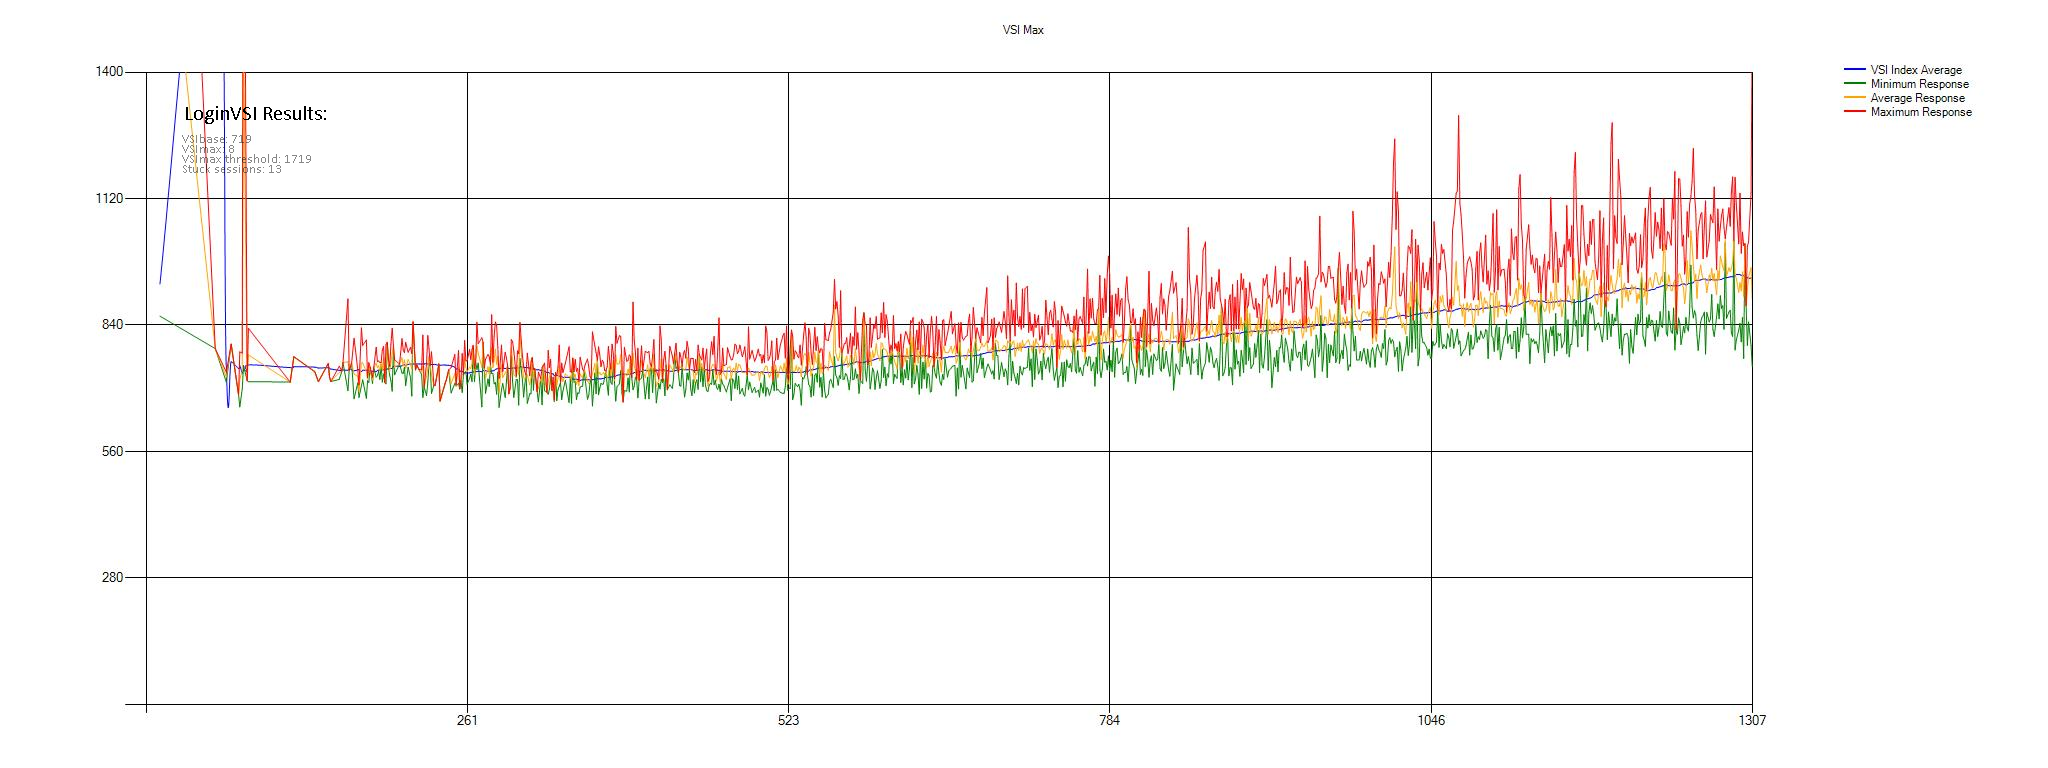 VSI Max
1400
1120
840
560
280
LoginVSI Results:
VSIbase: 719
VSImax: 8
VSImax threshold: 1719
Stuck sessions: 13
261
523
784
1046
1307
VSI Index Average
Minimum Response
Average Response
Maximum Response